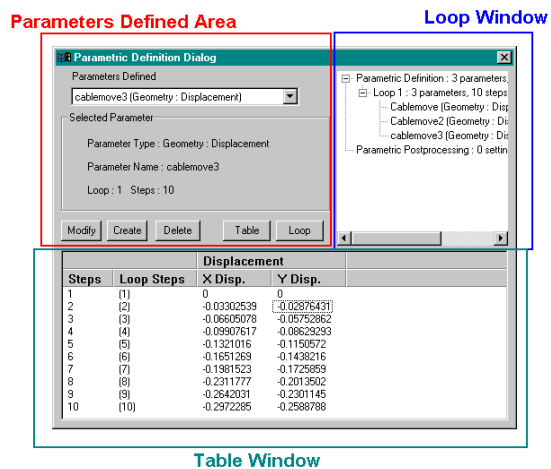 Parameters Defined Area
Loop Window
Parametric Definition Dialog
Parameters Defined
cablemove3 (Geometry : Displacement)
Selected Parameter
Parameter Type : Geometry : Displacement
Parameter Name : cablemove3
Loop : 1 Steps : 10
Modify Create Delete Table Loop
Parametric Definition : 3 parameters,
Loop 1 : 3 parameters, 10 steps
Cablemove (Geometry : Disp
Cablemove2 (Geometry : Di
cablemove3 (Geometry : Dis
Parametric Postprocessing : 0 settin
Displacement
Steps Loop Steps X Disp. Y Disp.
1 (1) 0 0
2 (2) -0.03302539 -0.02876431
3 (3) -0.06605078 -0.05752862
4 (4) -0.09907617 -0.08629293
5 (5) -0.1321016 -0.1150572
6 (6) -0.1651269 -0.1438216
7 (7) -0.1981523 -0.1725859
8 (8) -0.2311777 -0.2013502
9 (9) -0.2642031 -0.2301145
10 (10) -0.2972285 -0.2588788
Table Window